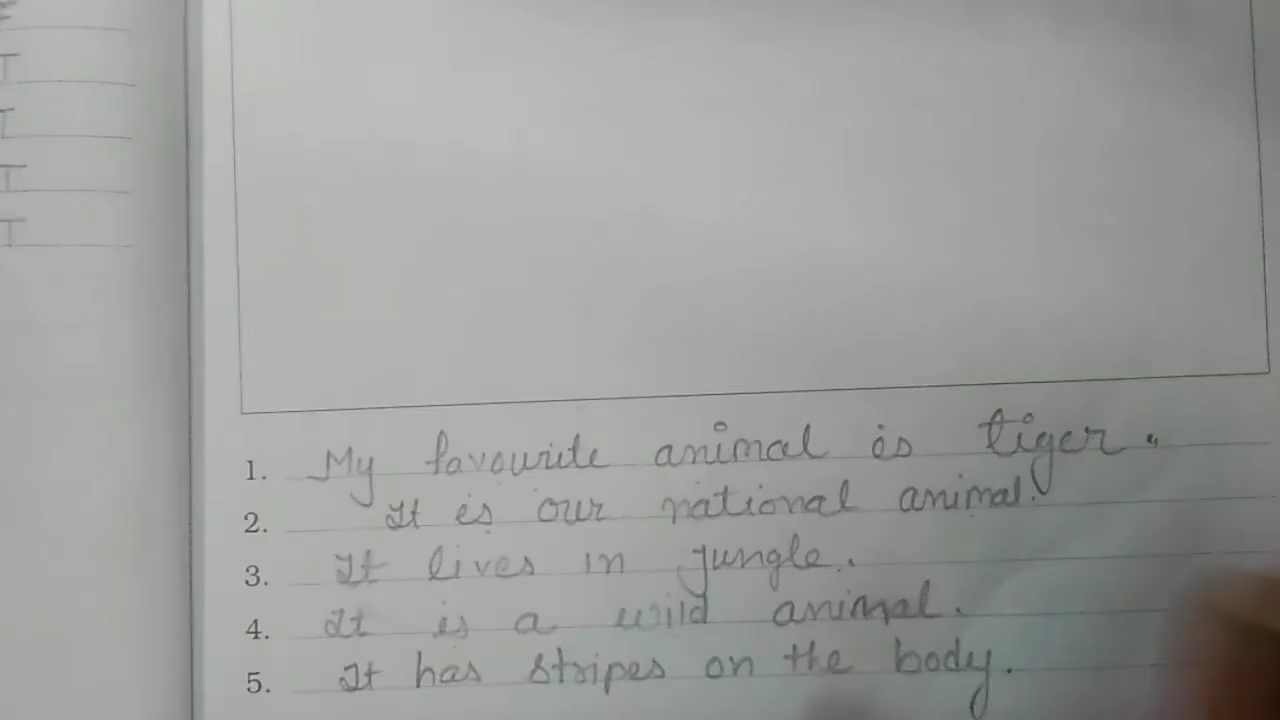 T
T
T
T
1. My favourite animal is tiger.
2. It is our national animal.
3. It lives in jungle.
4. It is a wild animal.
5. It has stripes on the body.